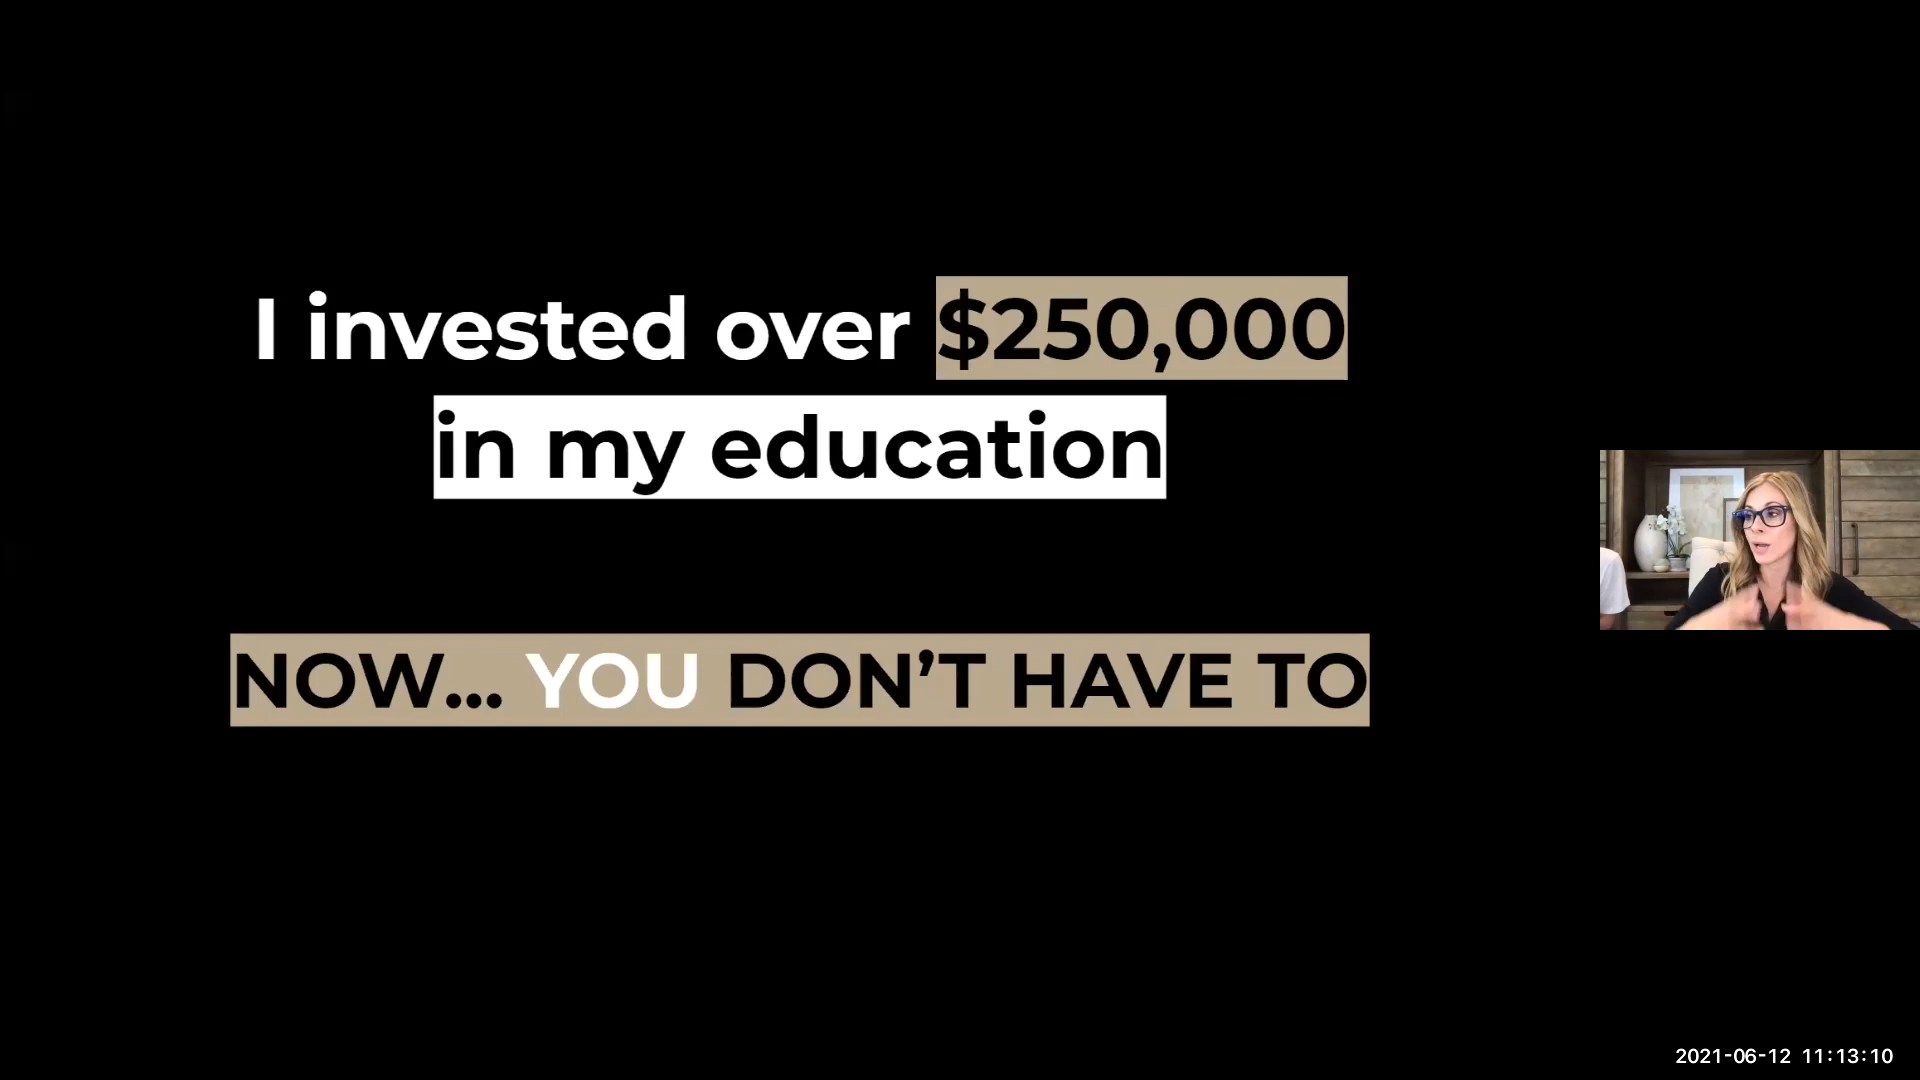 I invested over $250,000
in my education
NOW... YOU DON’T HAVE TO
2021-06-12 11:13:10